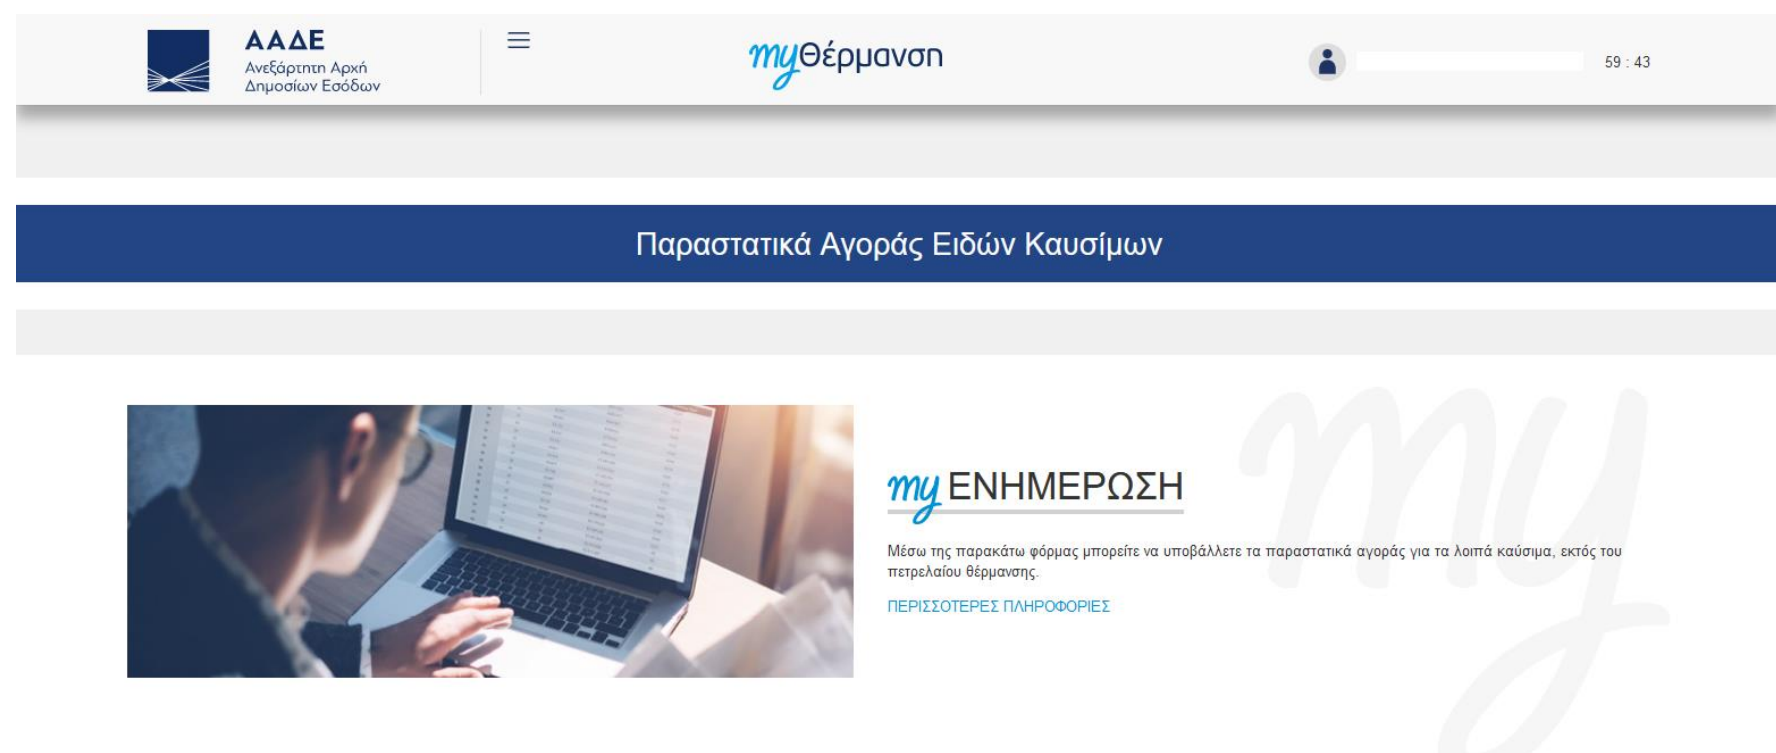 ΑΑΔΕ
Ανεξάρτητη Αρχή
Δημοσίων Εσόδων
myΘέρμανση
59 : 43
Παραστατικά Αγοράς Ειδών Καυσίμων
my ΕΝΗΜΕΡΩΣΗ
Μέσω της παρακάτω φόρμας μπορείτε να υποβάλλετε τα παραστατικά αγοράς για τα λοιπά καύσιμα, εκτός του
πετρελαίου θέρμανσης.
ΠΕΡΙΣΣΟΤΕΡΕΣ ΠΛΗΡΟΦΟΡΙΕΣ
my